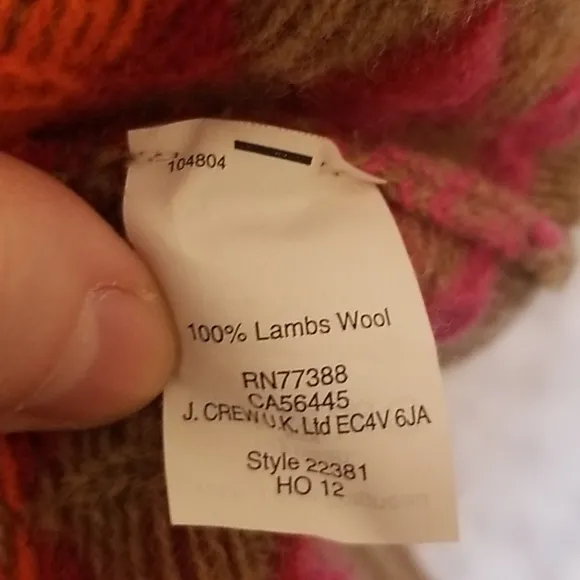 104804
100% Lambs Wool
RN77388
CA56445
J. CREW U.K. Ltd EC4V 6JA
Style 22381
HO 12